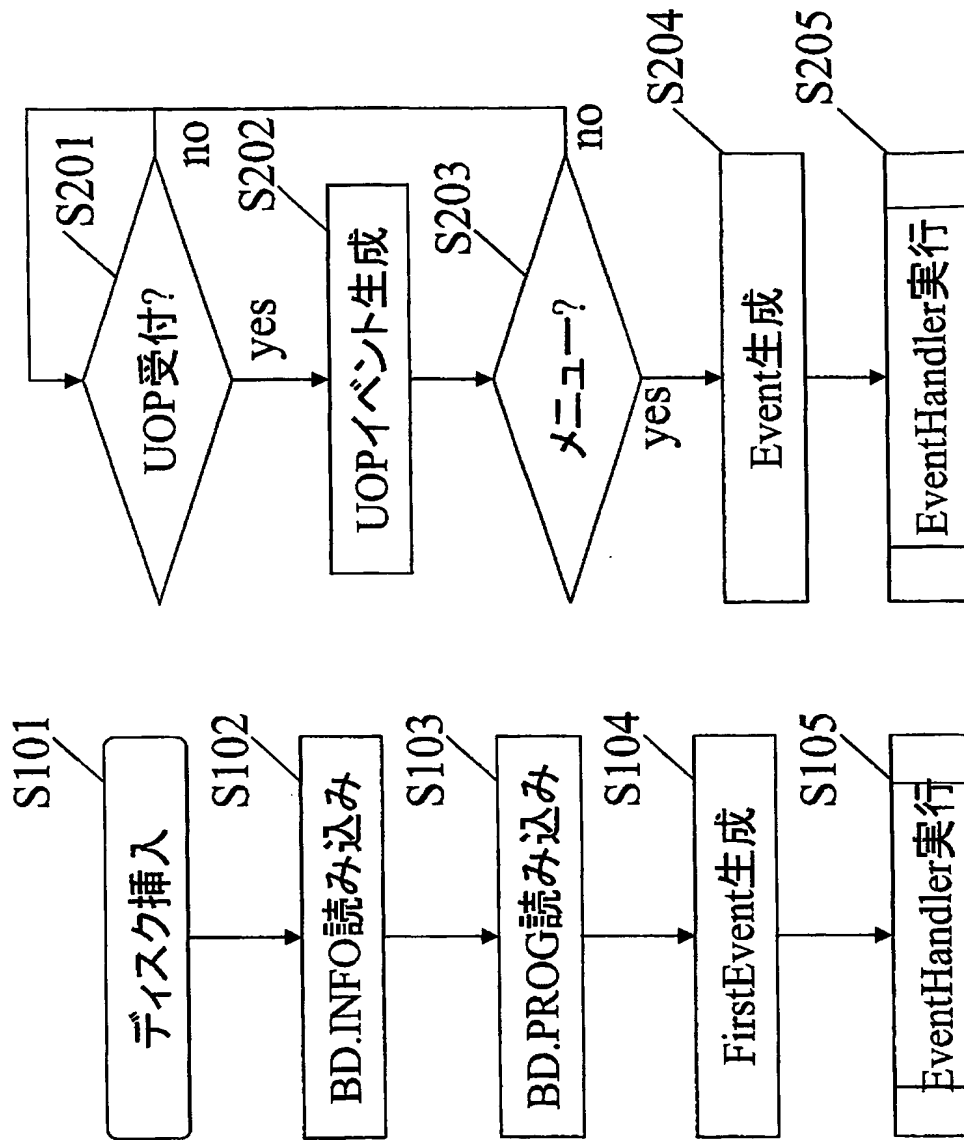 S101
ディスク挿入
S102
BD.INFO読み込み
S103
BD.PROG読み込み
S104
FirstEvent生成
S105
EventHandler実行
S201
UOP受付?
no
yes
S202
UOPイベント生成
S203
メニュー?
no
yes
S204
Event生成
S205
EventHandler実行